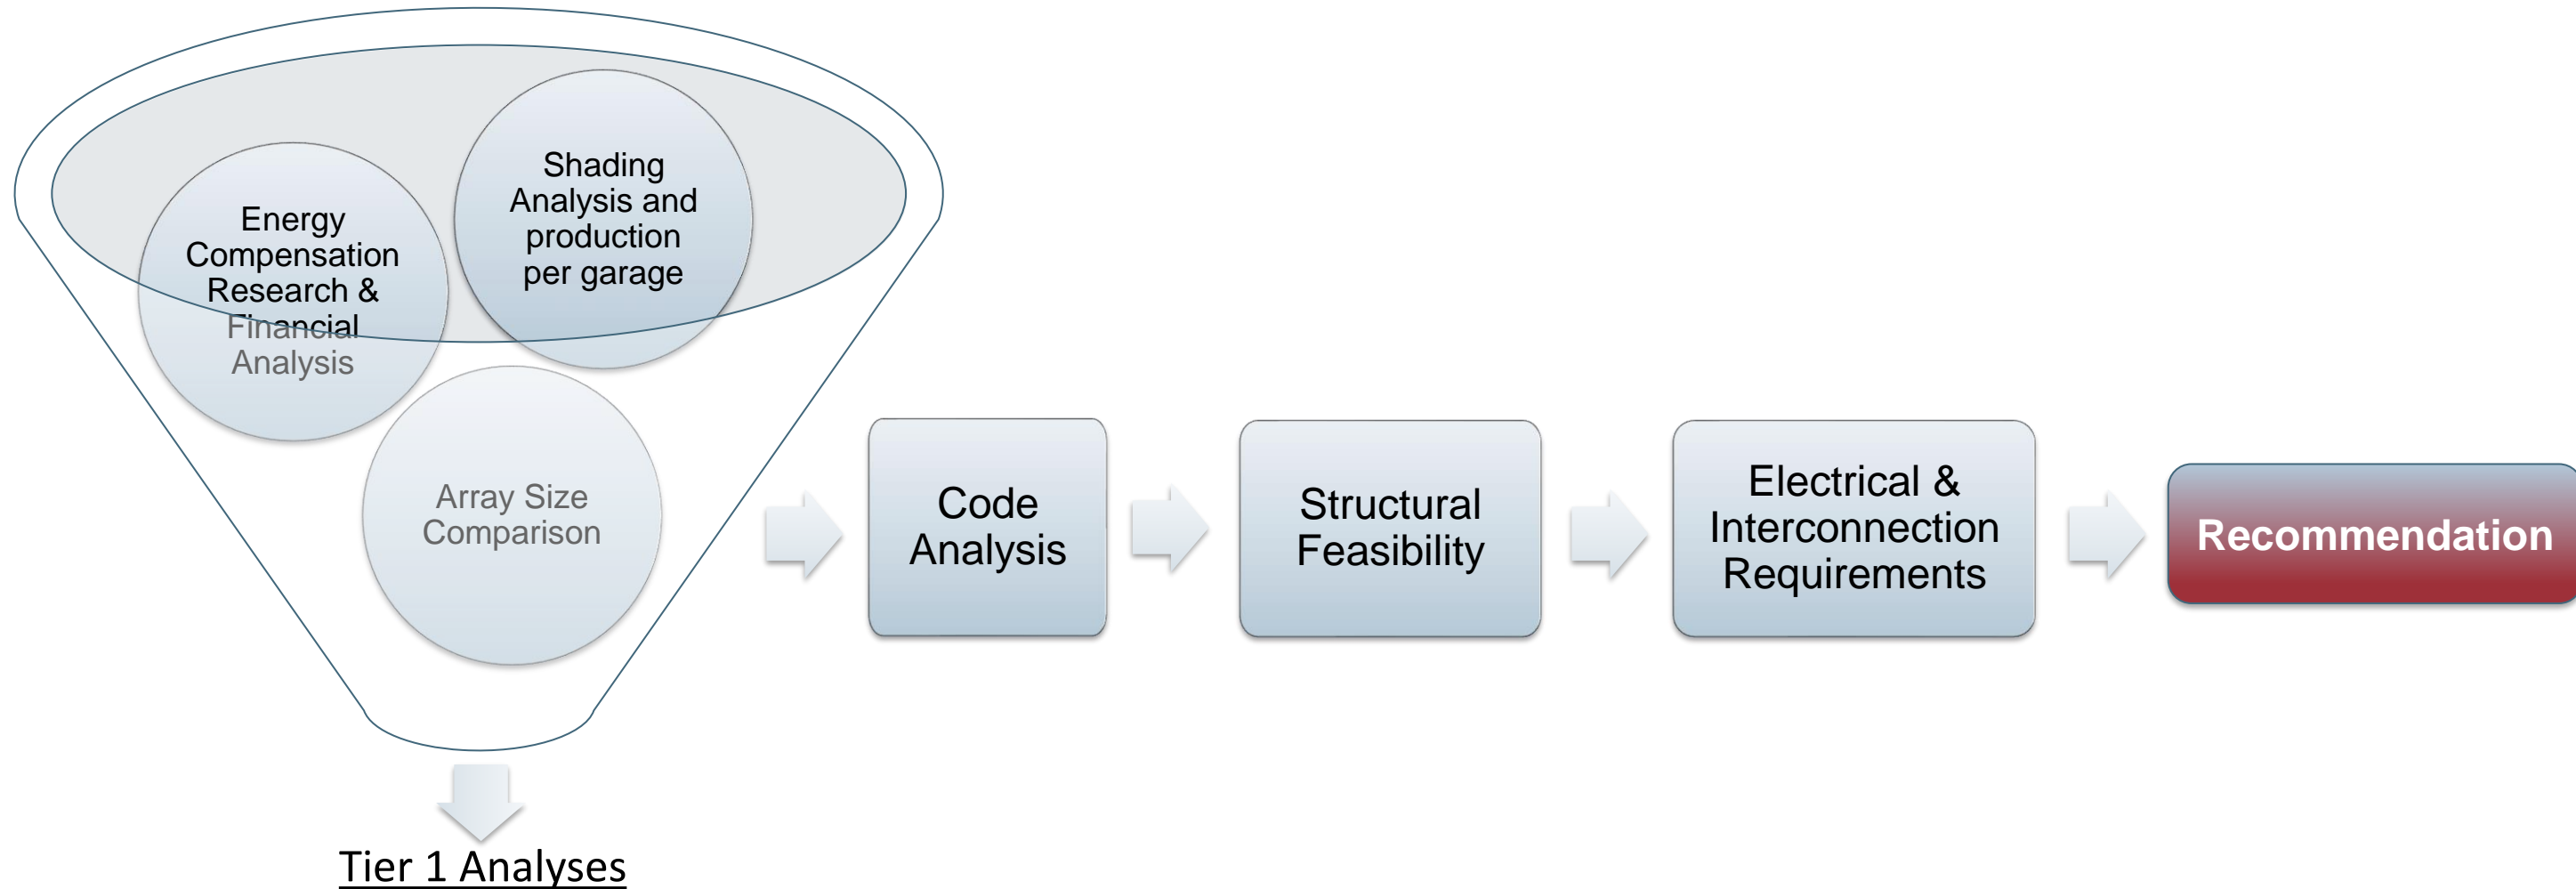 Shading
Analysis and
production
per garage
Energy
Compensation
Research &
Financial
Analysis
Array Size
Comparison
Code
Analysis
Structural
Feasibility
Electrical &
Interconnection
Requirements
Recommendation
Tier 1 Analyses